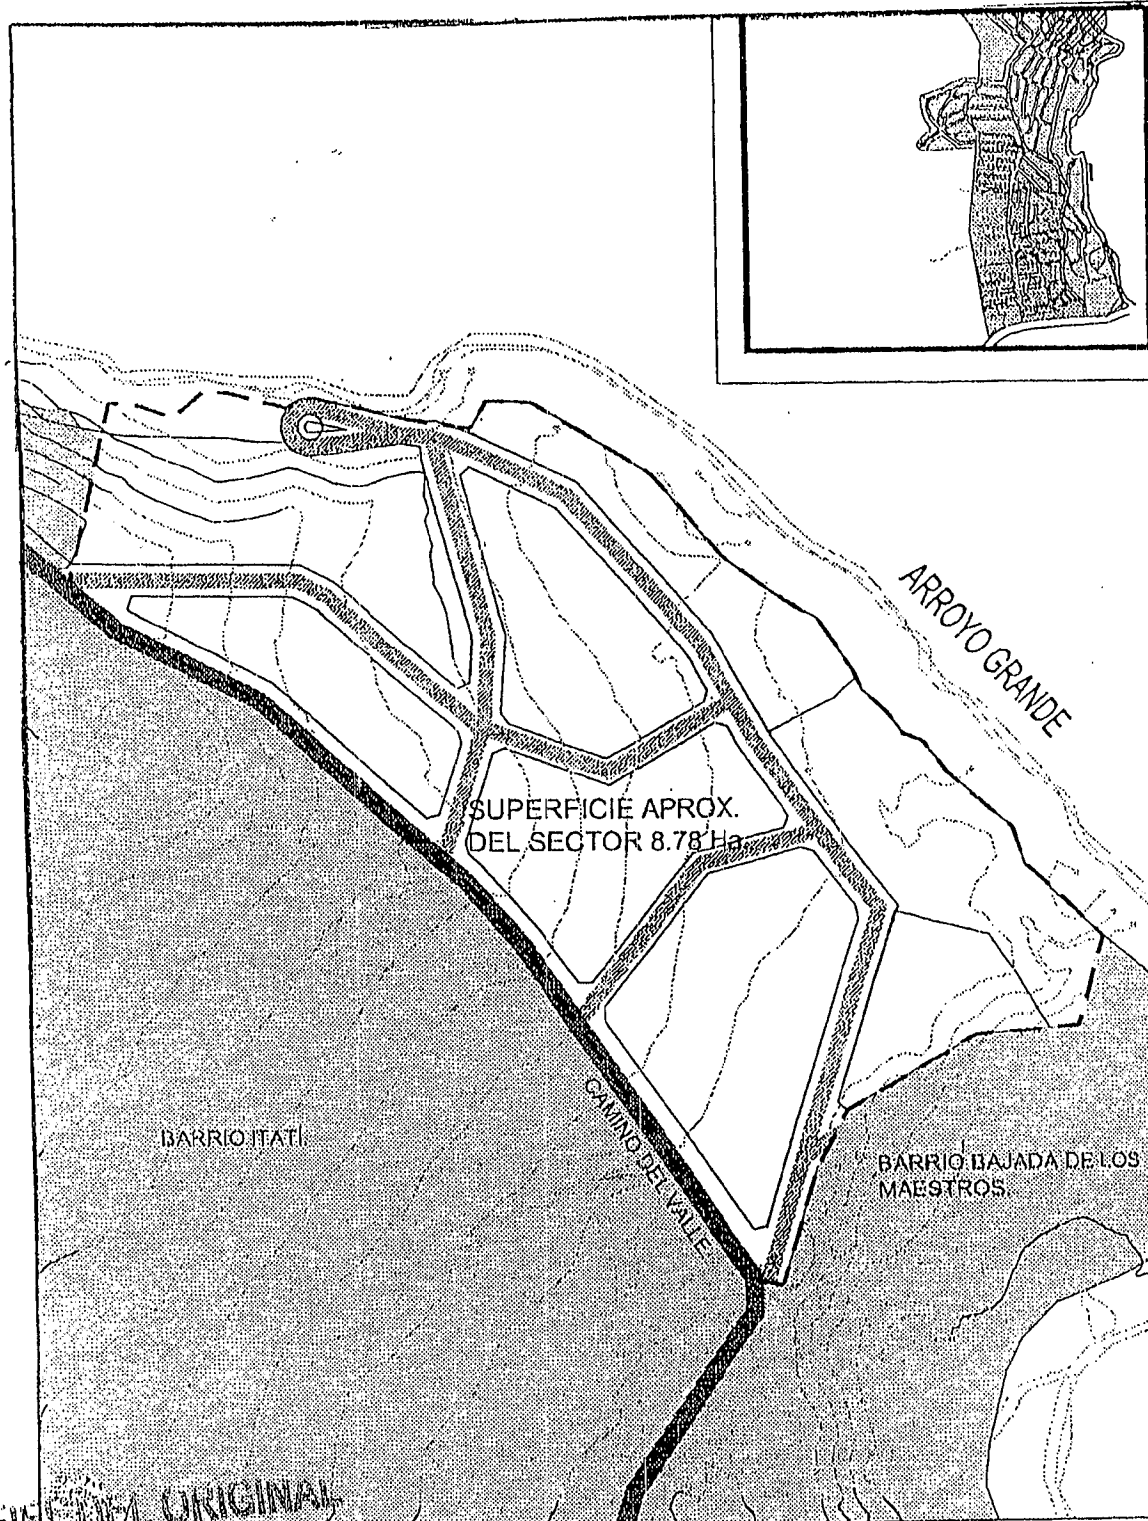 ARROYO GRANDE
SUPERFICIE APROX.
DEL SECTOR 8.78 Ha.
CAMINO DEL VALLE
BARRIO ITATÍ.
BARRIO BAJADA DE LOS
MAESTROS.
ORIGINAL